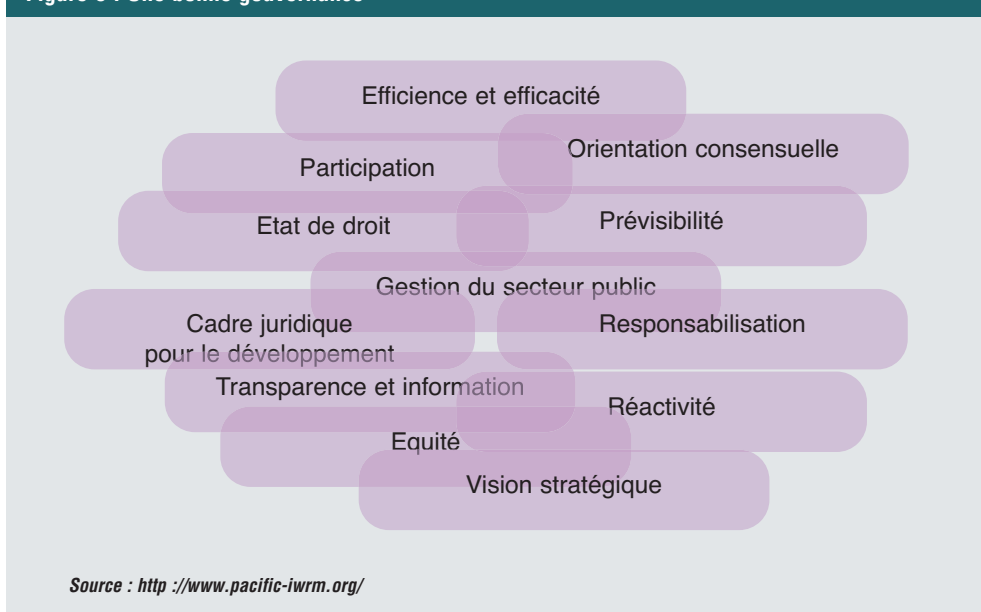 Efficience et efficacité
Orientation consensuelle
Participation
Etat de droit
Prévisibilité
Gestion du secteur public
Cadre juridique
pour le développement
Responsabilisation
Transparence et information
Réactivité
Equité
Vision stratégique
Source : http ://www.pacific-iwrm.org/